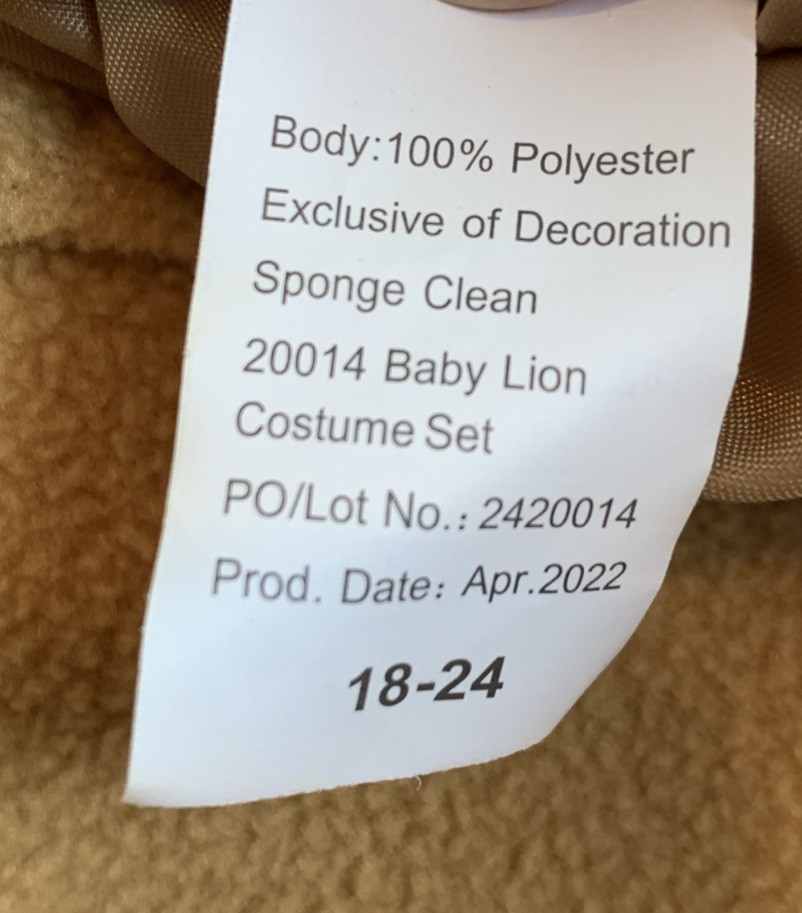 Body:100% Polyester
Exclusive of Decoration
Sponge Clean
20014 Baby Lion
Costume Set
PO/Lot No.: 2420014
Prod. Date: Apr.2022
18-24